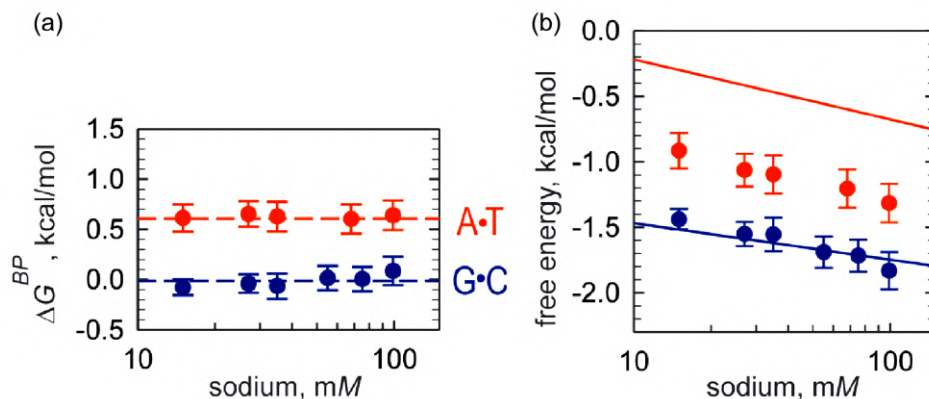 (a)
ΔG^BP, kcal/mol
1.5
1.0
0.5
0.0
-0.5
10
100
sodium, mM
A•T
G•C
(b)
free energy, kcal/mol
0.0
-0.5
-1.0
-1.5
-2.0
10
100
sodium, mM